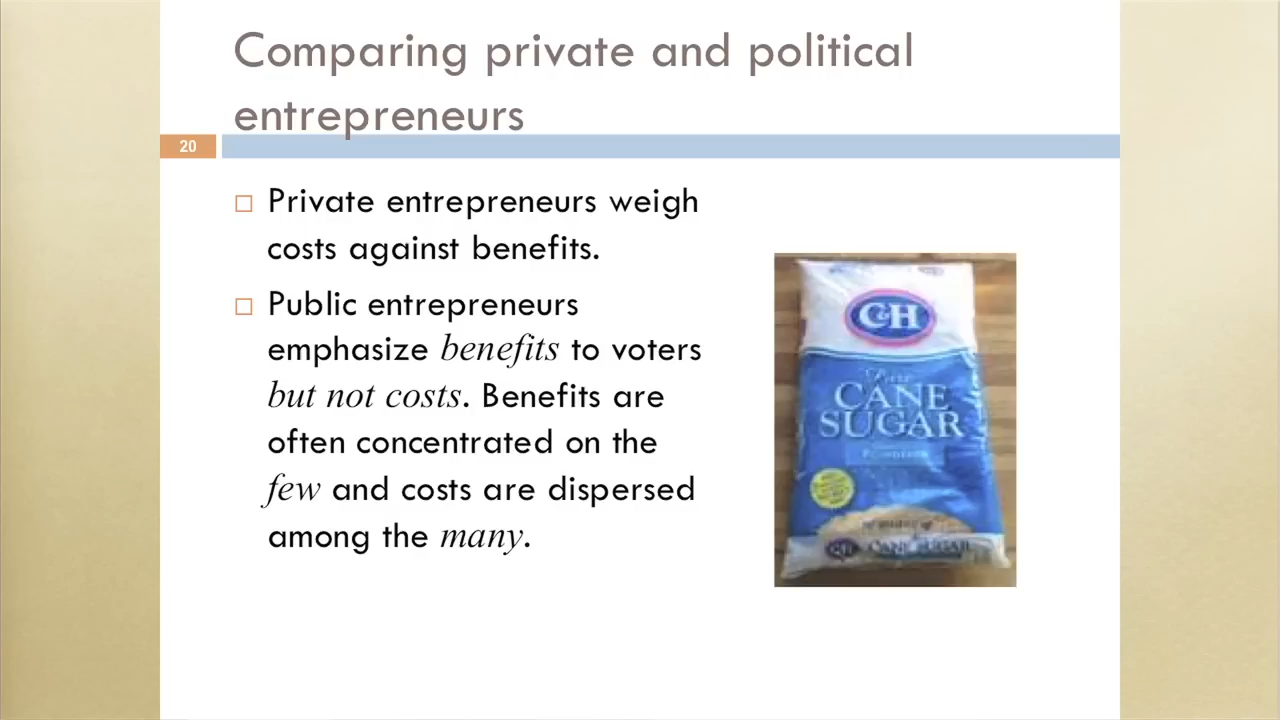 Comparing private and political
entrepreneurs
20
Private entrepreneurs weigh
costs against benefits.
Public entrepreneurs
emphasize benefits to voters
but not costs. Benefits are
often concentrated on the
few and costs are dispersed
among the many.
C&H
Pure
CANE
SUGAR
C&H CANE SUGAR